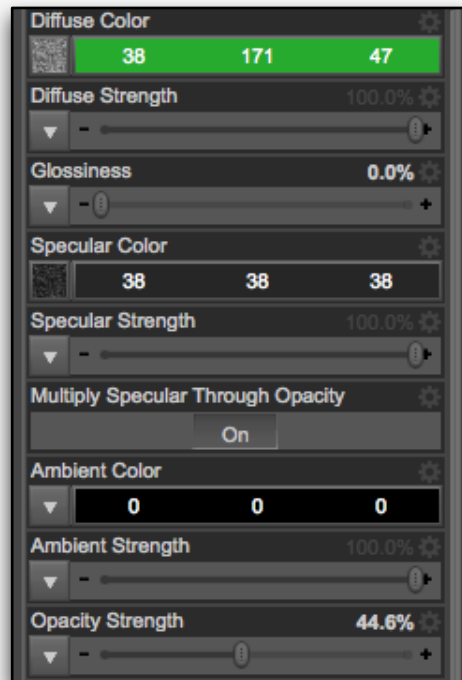 Diffuse Color
38 171 47
Diffuse Strength 100.0%
- +
Glossiness 0.0%
- +
Specular Color
38 38 38
Specular Strength 100.0%
- +
Multiply Specular Through Opacity
On
Ambient Color
0 0 0
Ambient Strength 100.0%
- +
Opacity Strength 44.6%
- +